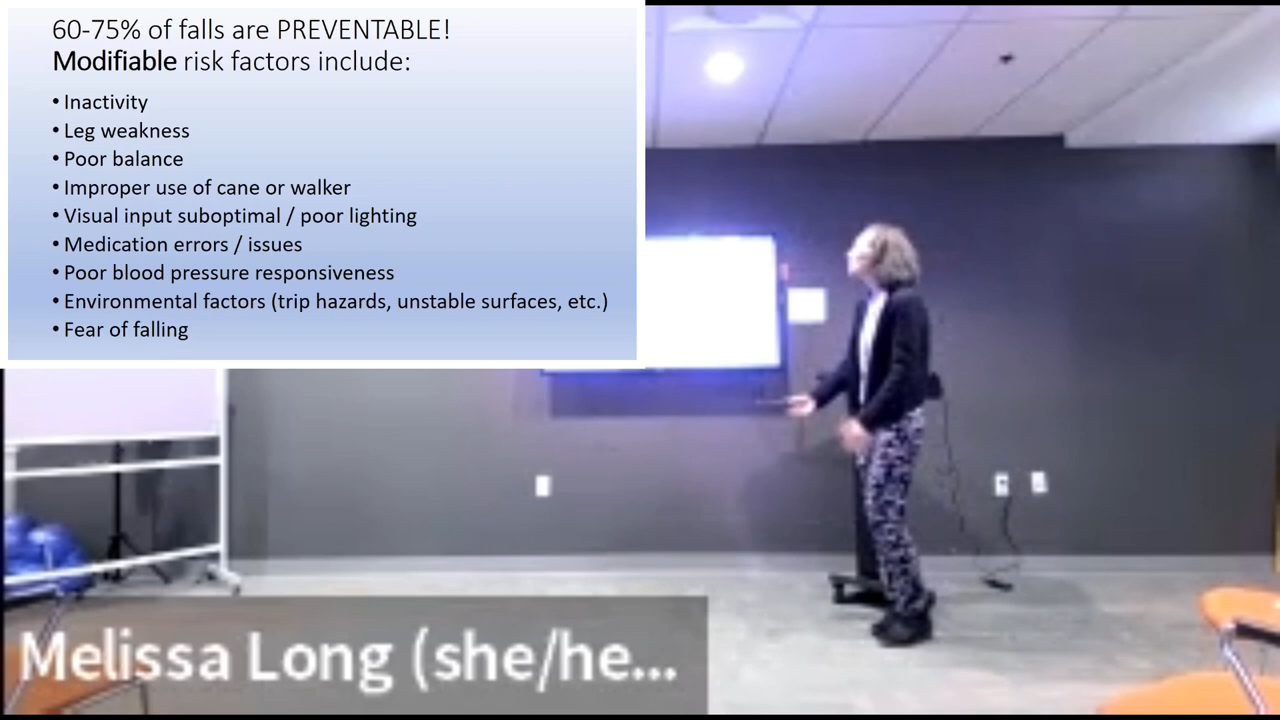 60-75% of falls are PREVENTABLE!
Modifiable risk factors include:
• Inactivity
• Leg weakness
• Poor balance
• Improper use of cane or walker
• Visual input suboptimal / poor lighting
• Medication errors / issues
• Poor blood pressure responsiveness
• Environmental factors (trip hazards, unstable surfaces, etc.)
• Fear of falling
Melissa Long (she/he...